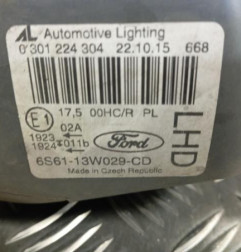 AL Automotive Lighting
0 301 224 304 22.10.15 668
17,5 00HC/R PL
E1 02A
1923
1924 011b
Ford
LHD
6S61-13W029-CD
Made in Czech Republic